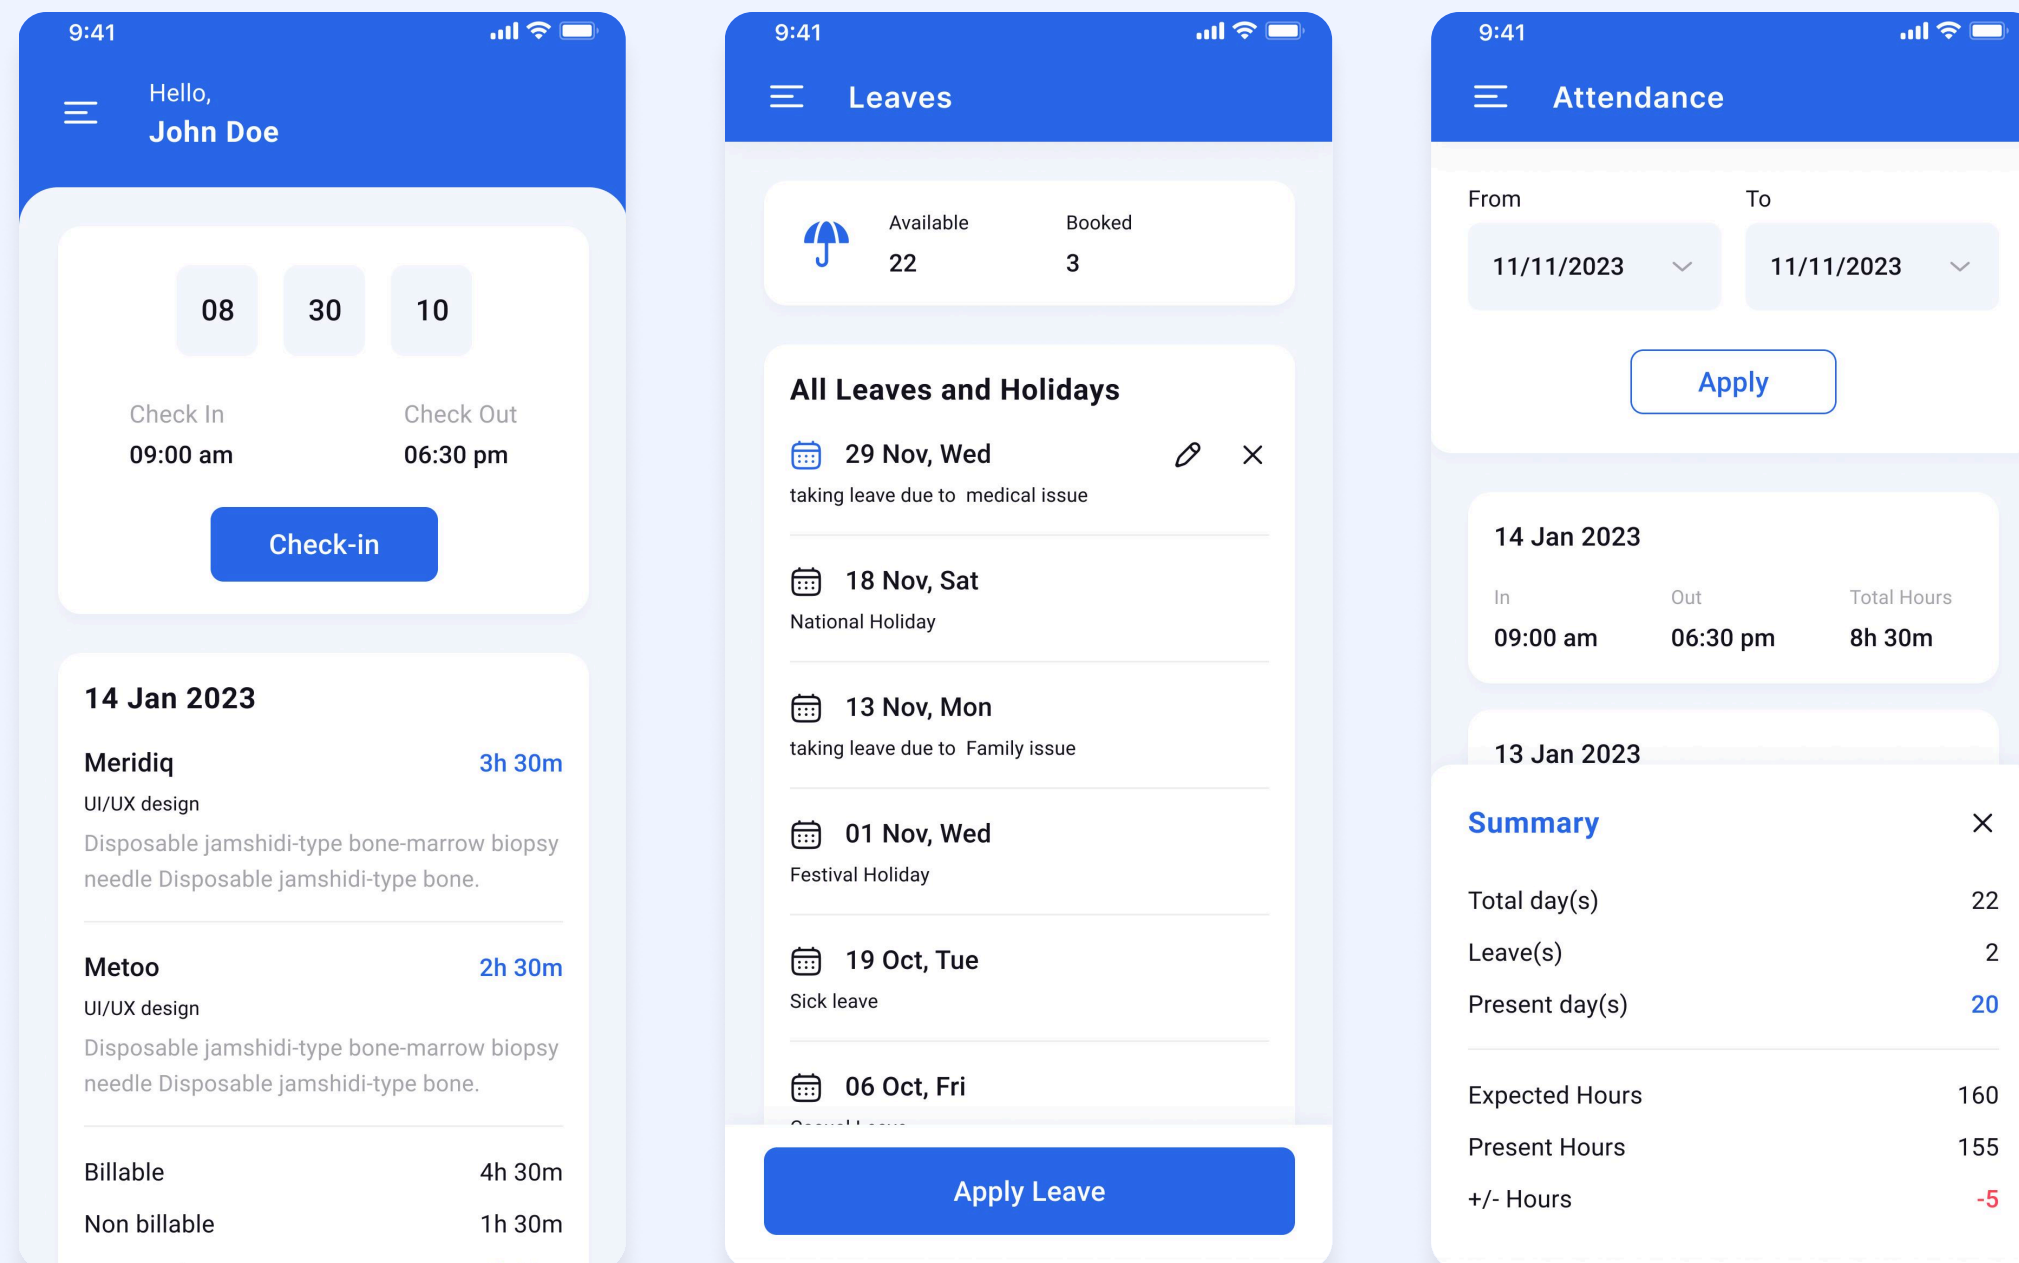 9:41
Hello,
John Doe
08 30 10
Check In Check Out
09:00 am 06:30 pm
Check-in
14 Jan 2023
Meridiq 3h 30m
UI/UX design
Disposable jamshidi-type bone-marrow biopsy
needle Disposable jamshidi-type bone.
Metoo 2h 30m
UI/UX design
Disposable jamshidi-type bone-marrow biopsy
needle Disposable jamshidi-type bone.
Billable 4h 30m
Non billable 1h 30m
9:41
Leaves
Available Booked
22 3
All Leaves and Holidays
29 Nov, Wed
taking leave due to  medical issue
18 Nov, Sat
National Holiday
13 Nov, Mon
taking leave due to  Family issue
01 Nov, Wed
Festival Holiday
19 Oct, Tue
Sick leave
06 Oct, Fri
Apply Leave
9:41
Attendance
From To
11/11/2023 11/11/2023
Apply
14 Jan 2023
In Out Total Hours
09:00 am 06:30 pm 8h 30m
13 Jan 2023
Summary
Total day(s) 22
Leave(s) 2
Present day(s) 20
Expected Hours 160
Present Hours 155
+/- Hours -5